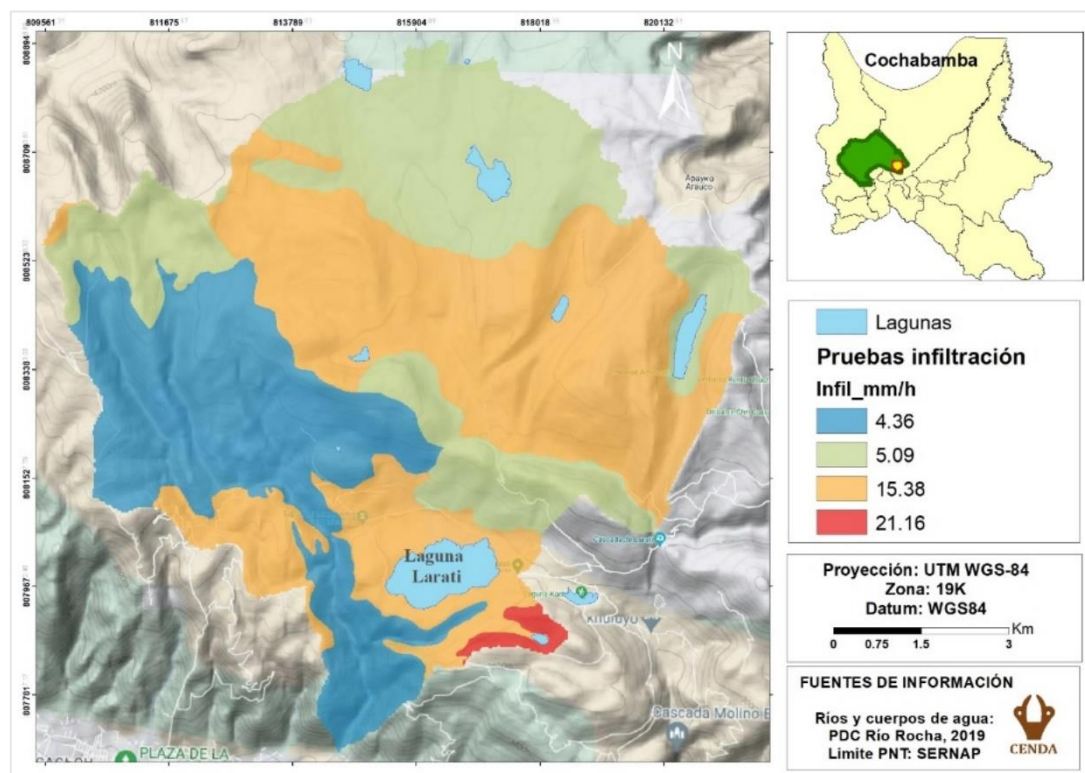 809561 811675 813789 815904 818018 820132
808894
808709
808523
808338
808152
807967
807781
N
Apaywa
Arauco
Laguna
Larati
Cascada Molino
PLAZA DE LA
Cochabamba
Lagunas
Pruebas infiltración
Infil_mm/h
4.36
5.09
15.38
21.16
Proyección: UTM WGS-84
Zona: 19K
Datum: WGS84
Km
0 0.75 1.5 3
FUENTES DE INFORMACIÓN
Ríos y cuerpos de agua:
PDC Río Rocha, 2019
Limite PNT: SERNAP
CENDA